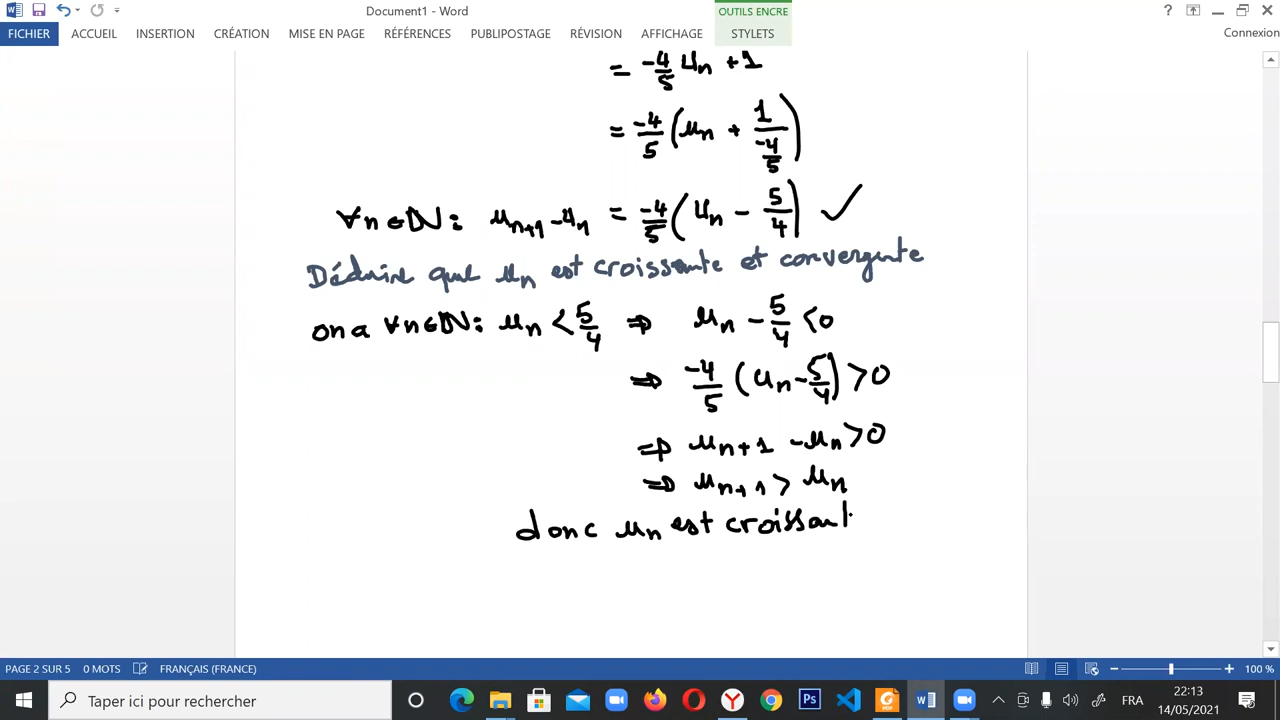 Document1 - Word
OUTILS ENCRE
?
FICHIER ACCUEIL INSERTION CRÉATION MISE EN PAGE RÉFÉRENCES PUBLIPOSTAGE RÉVISION AFFICHAGE STYLETS Connexion
= -4/5 Un + 1
= -4/5 (Un + 1/(-4/5))
∀n∈ℕ: Un+1 - Un = -4/5 (Un - 5/4) ✓
Déduire que Un est croissante et convergente
on a ∀n∈ℕ: Un < 5/4 ⇒ Un - 5/4 < 0
⇒ -4/5 (Un - 5/4) > 0
⇒ Un+1 - Un > 0
⇒ Un+1 > Un
donc Un est croissant
PAGE 2 SUR 5 0 MOTS FRANÇAIS (FRANCE) 100 %
Taper ici pour rechercher
Ps
PDF
FRA
22:13
14/05/2021